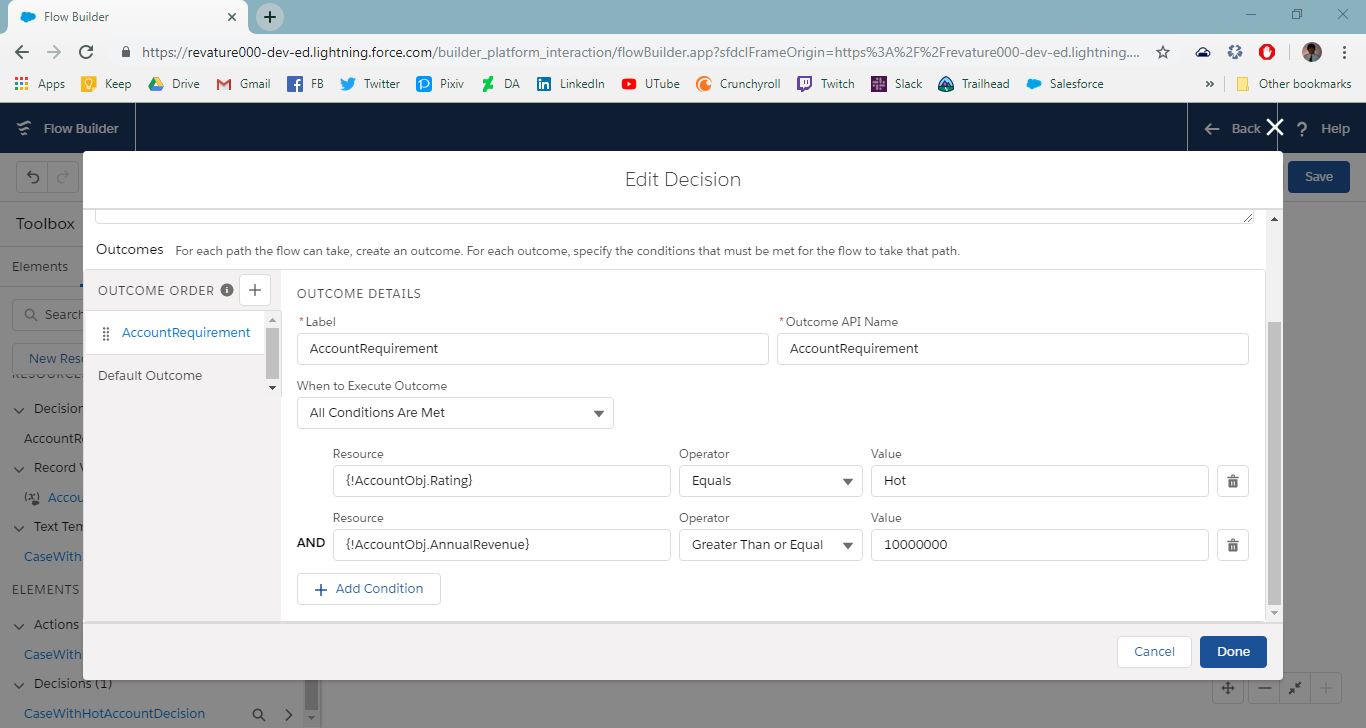 Flow Builder
https://revature000-dev-ed.lightning.force.com/builder_platform_interaction/flowBuilder.app?sfdcIFrameOrigin=https%3A%2F%2Frevature000-dev-ed.lightning....
Apps Keep Drive Gmail FB Twitter Pixiv DA LinkedIn UTube Crunchyroll Twitch Slack Trailhead Salesforce » Other bookmarks
Flow Builder Back ? Help
Edit Decision
Save
Toolbox
Outcomes For each path the flow can take, create an outcome. For each outcome, specify the conditions that must be met for the flow to take that path.
Elements
OUTCOME ORDER
OUTCOME DETAILS
Search
*Label *Outcome API Name
AccountRequirement
AccountRequirement AccountRequirement
New Res
RESOURC
Default Outcome
When to Execute Outcome
All Conditions Are Met
Decision
AccountR
Resource Operator Value
Record V
{!AccountObj.Rating} Equals Hot
(x) Accou
Resource Operator Value
Text Tem
AND {!AccountObj.AnnualRevenue} Greater Than or Equal 10000000
CaseWith
ELEMENTS
+ Add Condition
Actions
CaseWith
Cancel Done
Decisions (1)
CaseWithHotAccountDecision